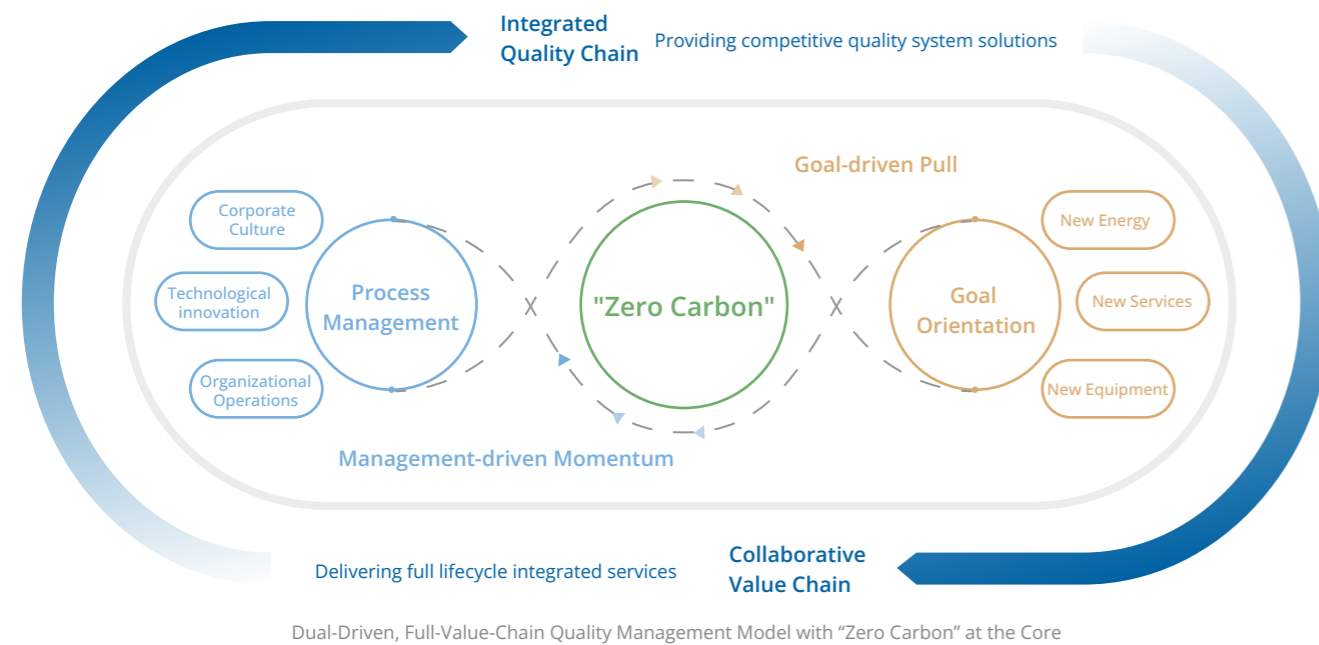 Integrated
Quality Chain
Providing competitive quality system solutions
Goal-driven Pull
Corporate
Culture
Technological
innovation
Organizational
Operations
Process
Management
"Zero Carbon"
Goal
Orientation
New Energy
New Services
New Equipment
Management-driven Momentum
Delivering full lifecycle integrated services
Collaborative
Value Chain
Dual-Driven, Full-Value-Chain Quality Management Model with “Zero Carbon” at the Core